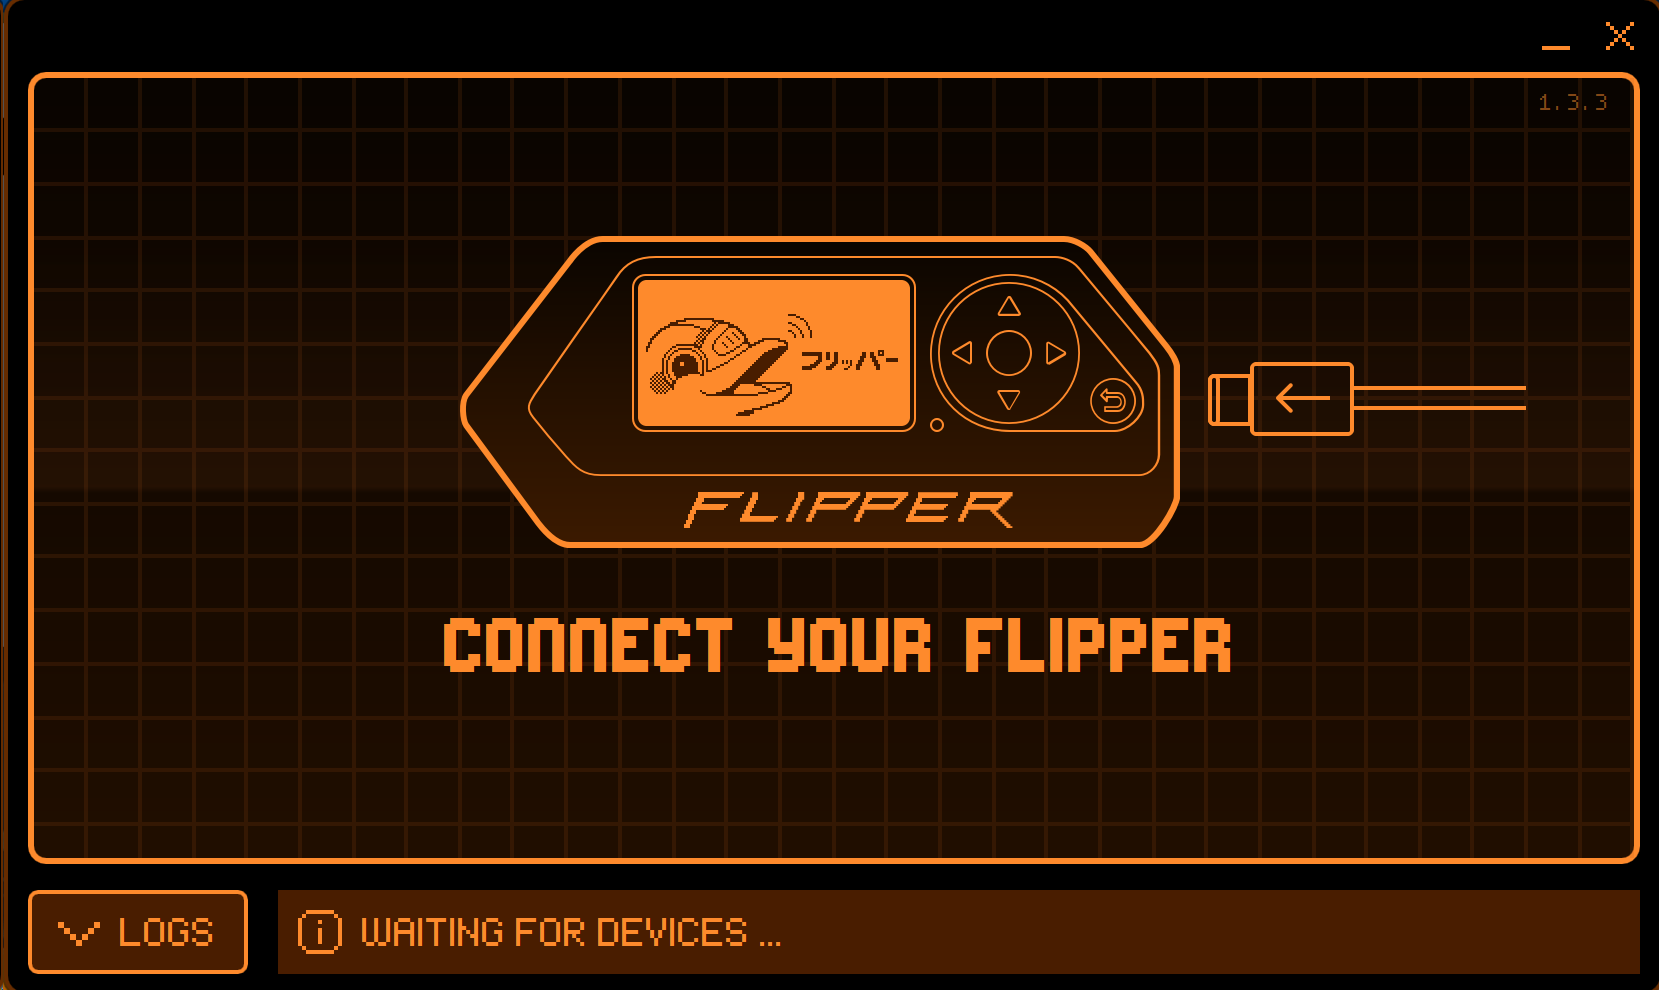 1.3.3
フリッパー
FLIPPER
CONNECT YOUR FLIPPER
LOGS
WAITING FOR DEVICES ...